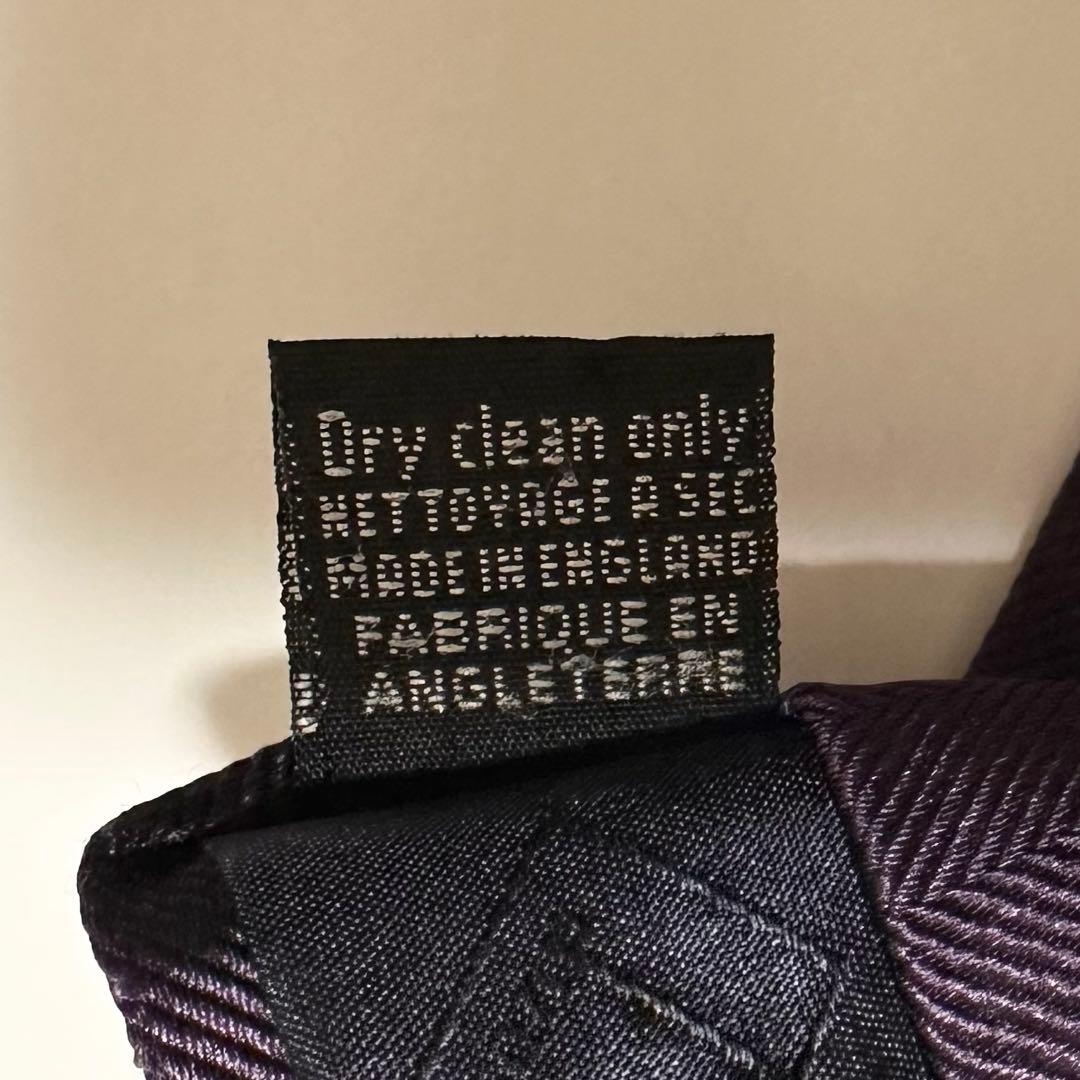 Dry clean only
NETTOYAGE A SEC
MADE IN ENGLAND
FABRIQUE EN
ANGLETERRE